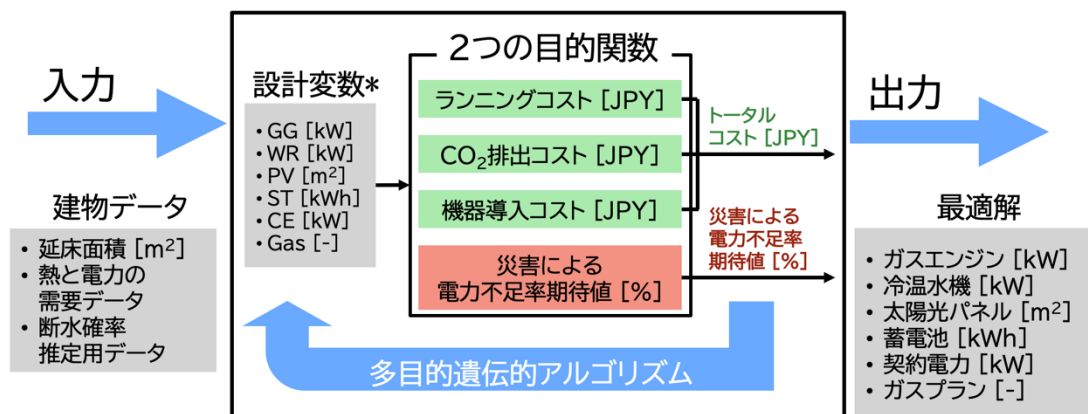 入力
建物データ
• 延床面積 [m²]
• 熱と電力の
需要データ
• 断水確率
推定用データ
設計変数*
• GG [kW]
• WR [kW]
• PV [m²]
• ST [kWh]
• CE [kW]
• Gas [-]
2つの目的関数
ランニングコスト [JPY]
CO₂排出コスト [JPY]
機器導入コスト [JPY]
災害による
電力不足率期待値 [%]
トータル
コスト [JPY]
災害による
電力不足率
期待値 [%]
多目的遺伝的アルゴリズム
出力
最適解
• ガスエンジン [kW]
• 冷温水機 [kW]
• 太陽光パネル [m²]
• 蓄電池 [kWh]
• 契約電力 [kW]
• ガスプラン [-]